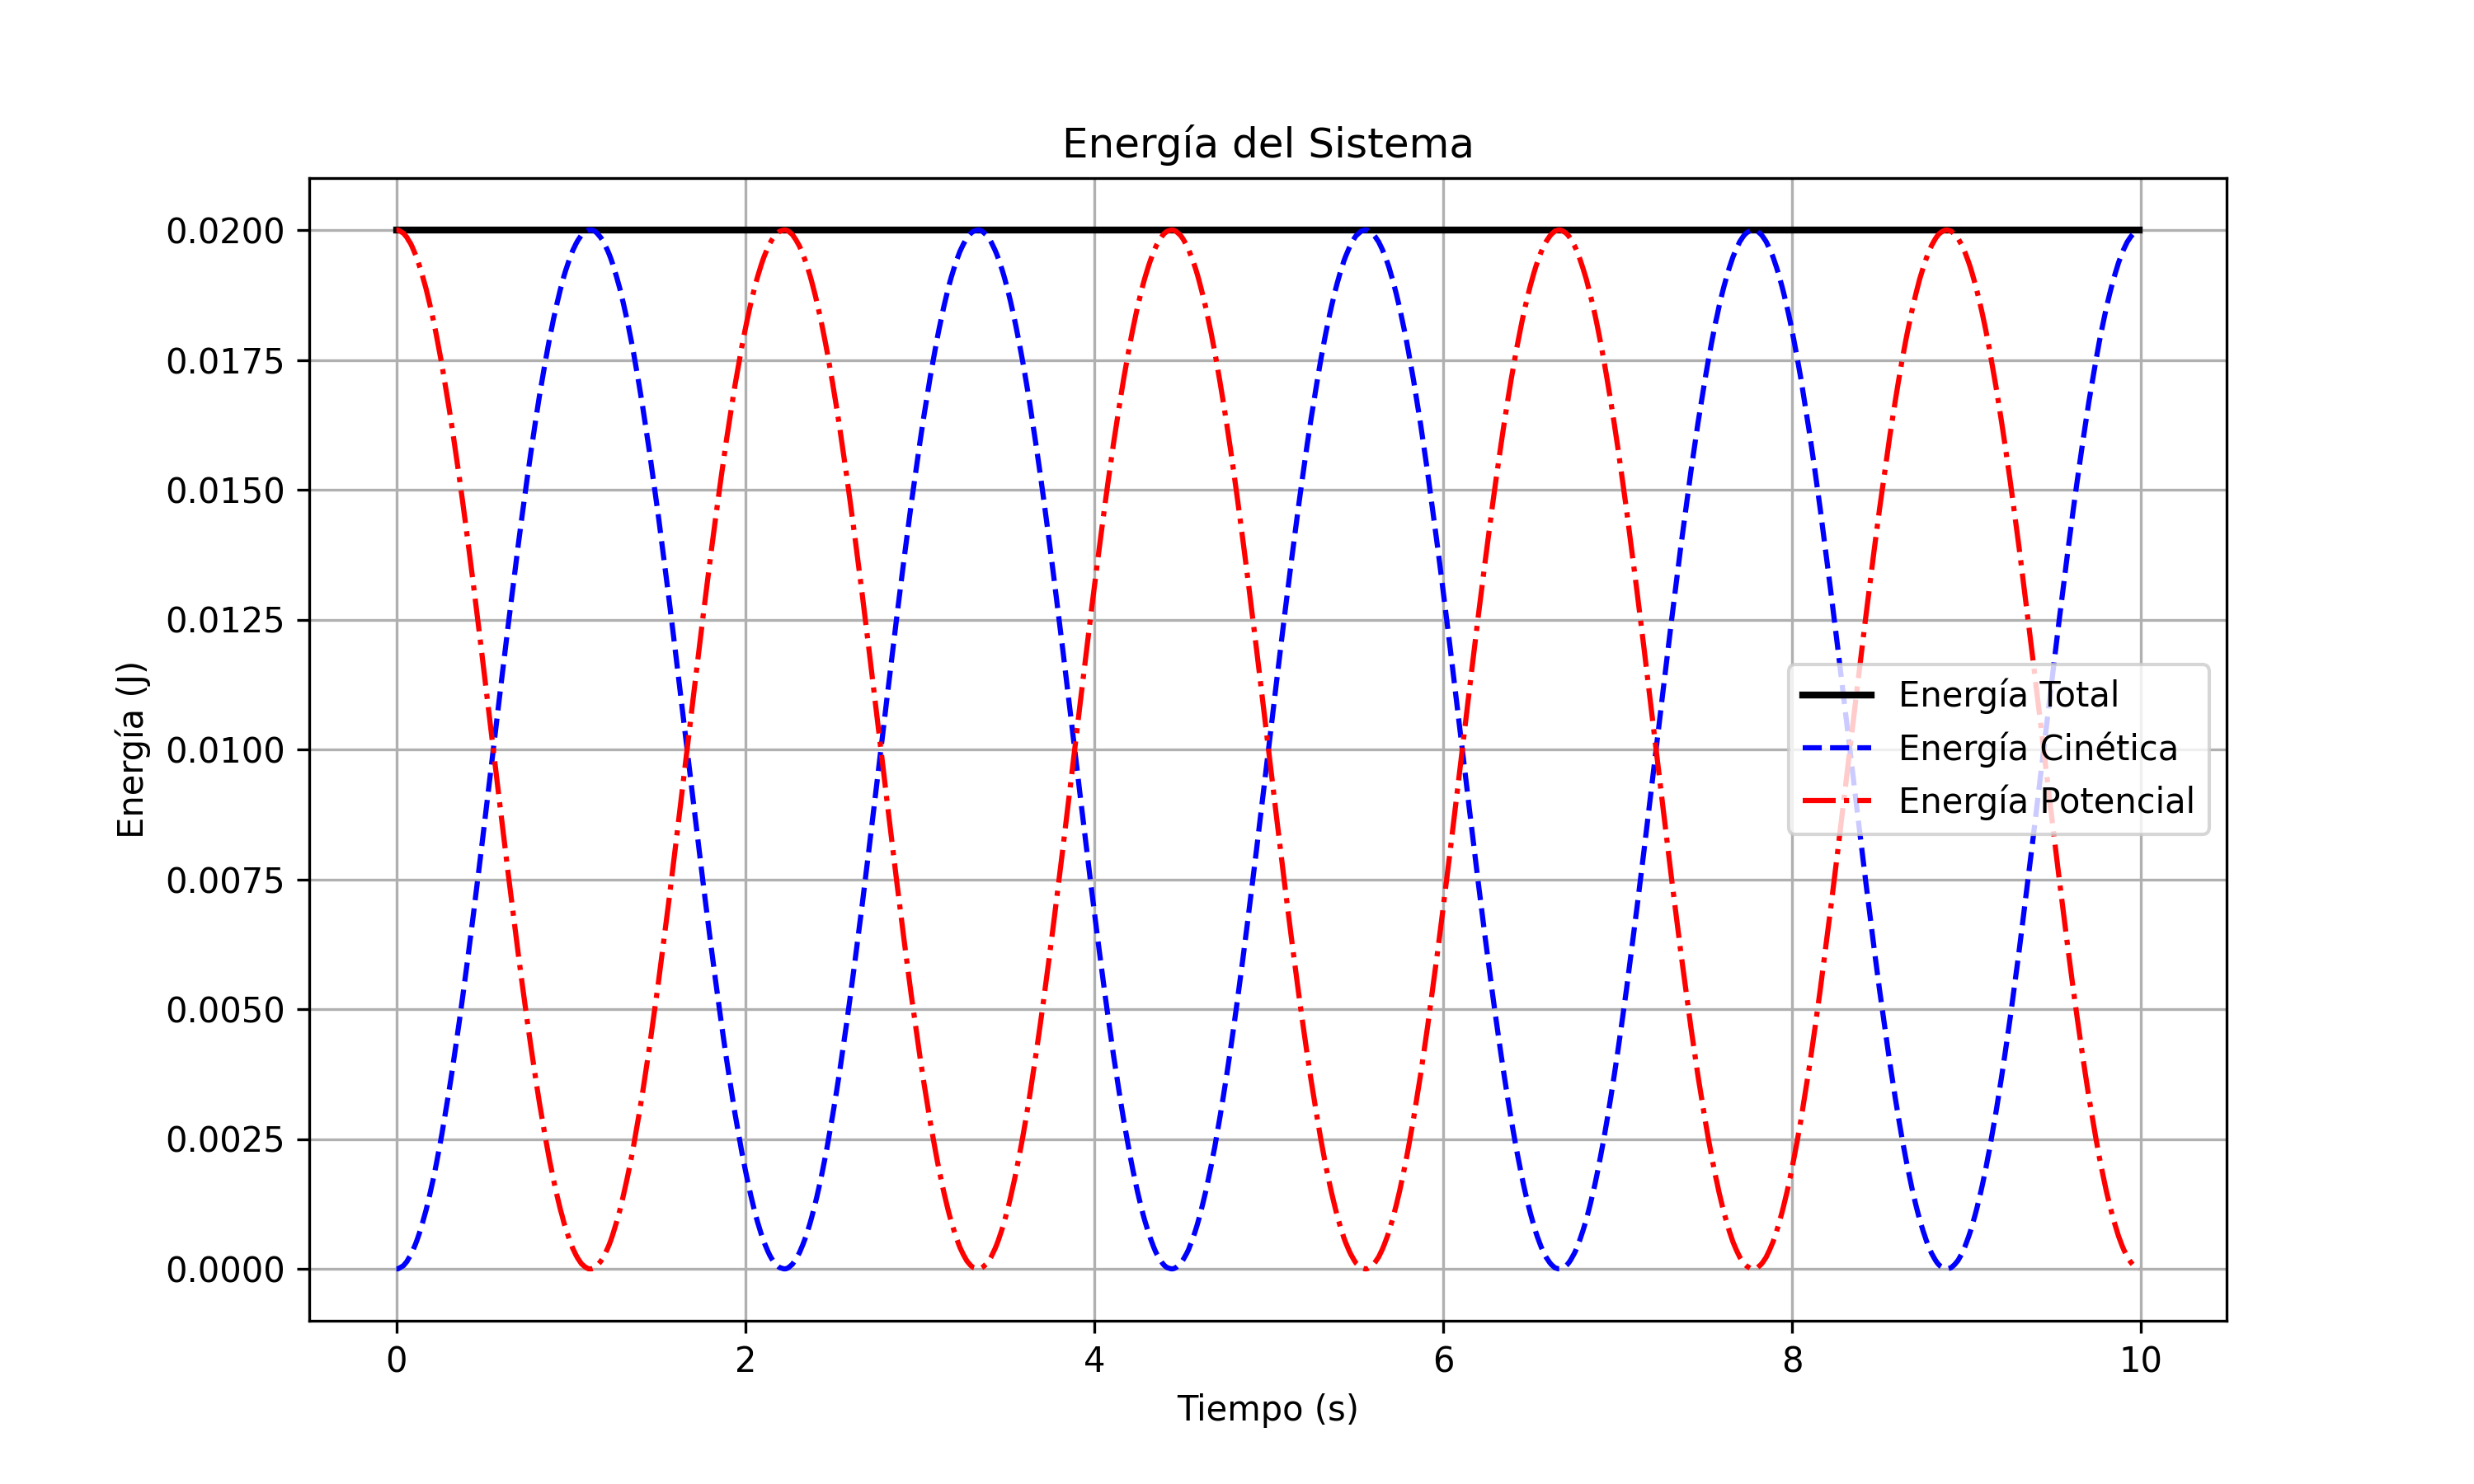 Energía del Sistema
Energía (J)
0.0200
0.0175
0.0150
0.0125
0.0100
0.0075
0.0050
0.0025
0.0000
Energía Total
Energía Cinética
Energía Potencial
0 2 4 6 8 10
Tiempo (s)